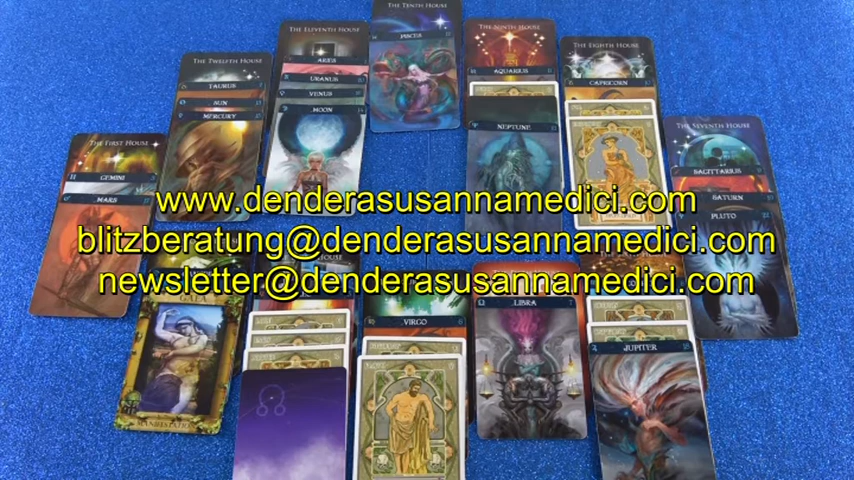 THE TENTH HOUSE
PISCES
THE ELEVENTH HOUSE
ARIES
URANUS
VENUS
MOON
THE NINTH HOUSE
AQUARIUS
NEPTUNE
THE EIGHTH HOUSE
CAPRICORN
THE TWELFTH HOUSE
TAURUS
SUN
MERCURY
THE FIRST HOUSE
GEMINI
MARS
THE SEVENTH HOUSE
SAGITTARIUS
SATURN
PLUTO
www.denderasusannamedici.com
blitzberatung@denderasusannamedici.com
newsletter@denderasusannamedici.com
GAEA
HOUSE
VIRGO
LIBRA
JUPITER